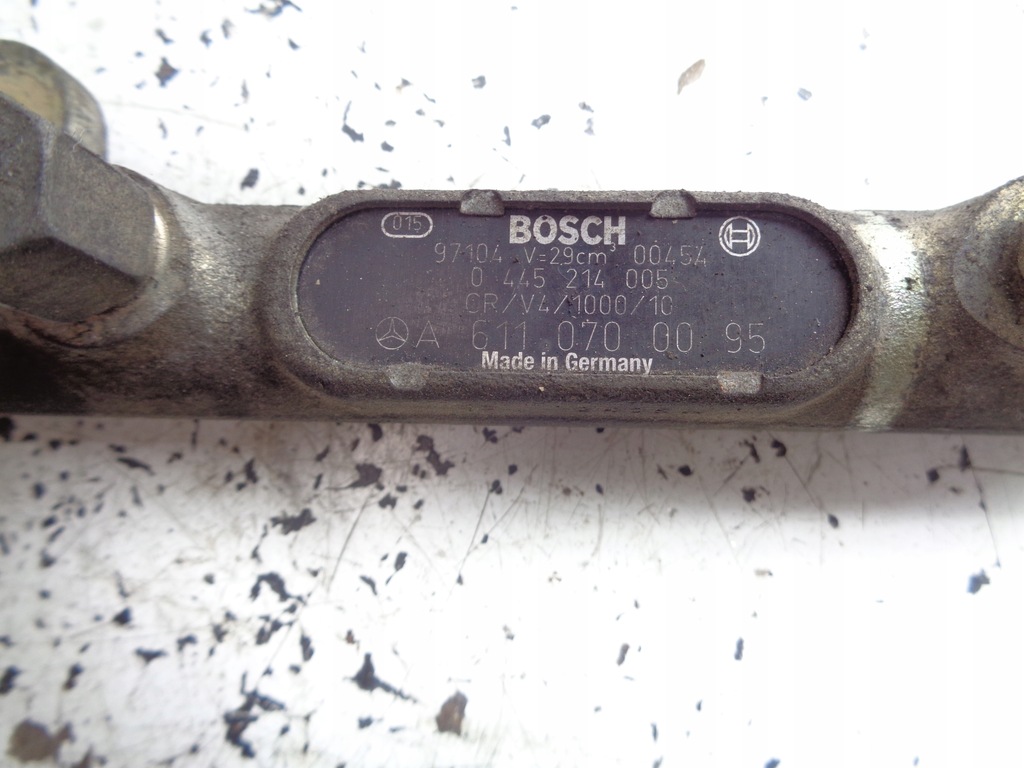 015 BOSCH
97104 V=29cm³ 00454
0 445 214 005
CR/V4/1000/10
A 611 070 00 95
Made in Germany